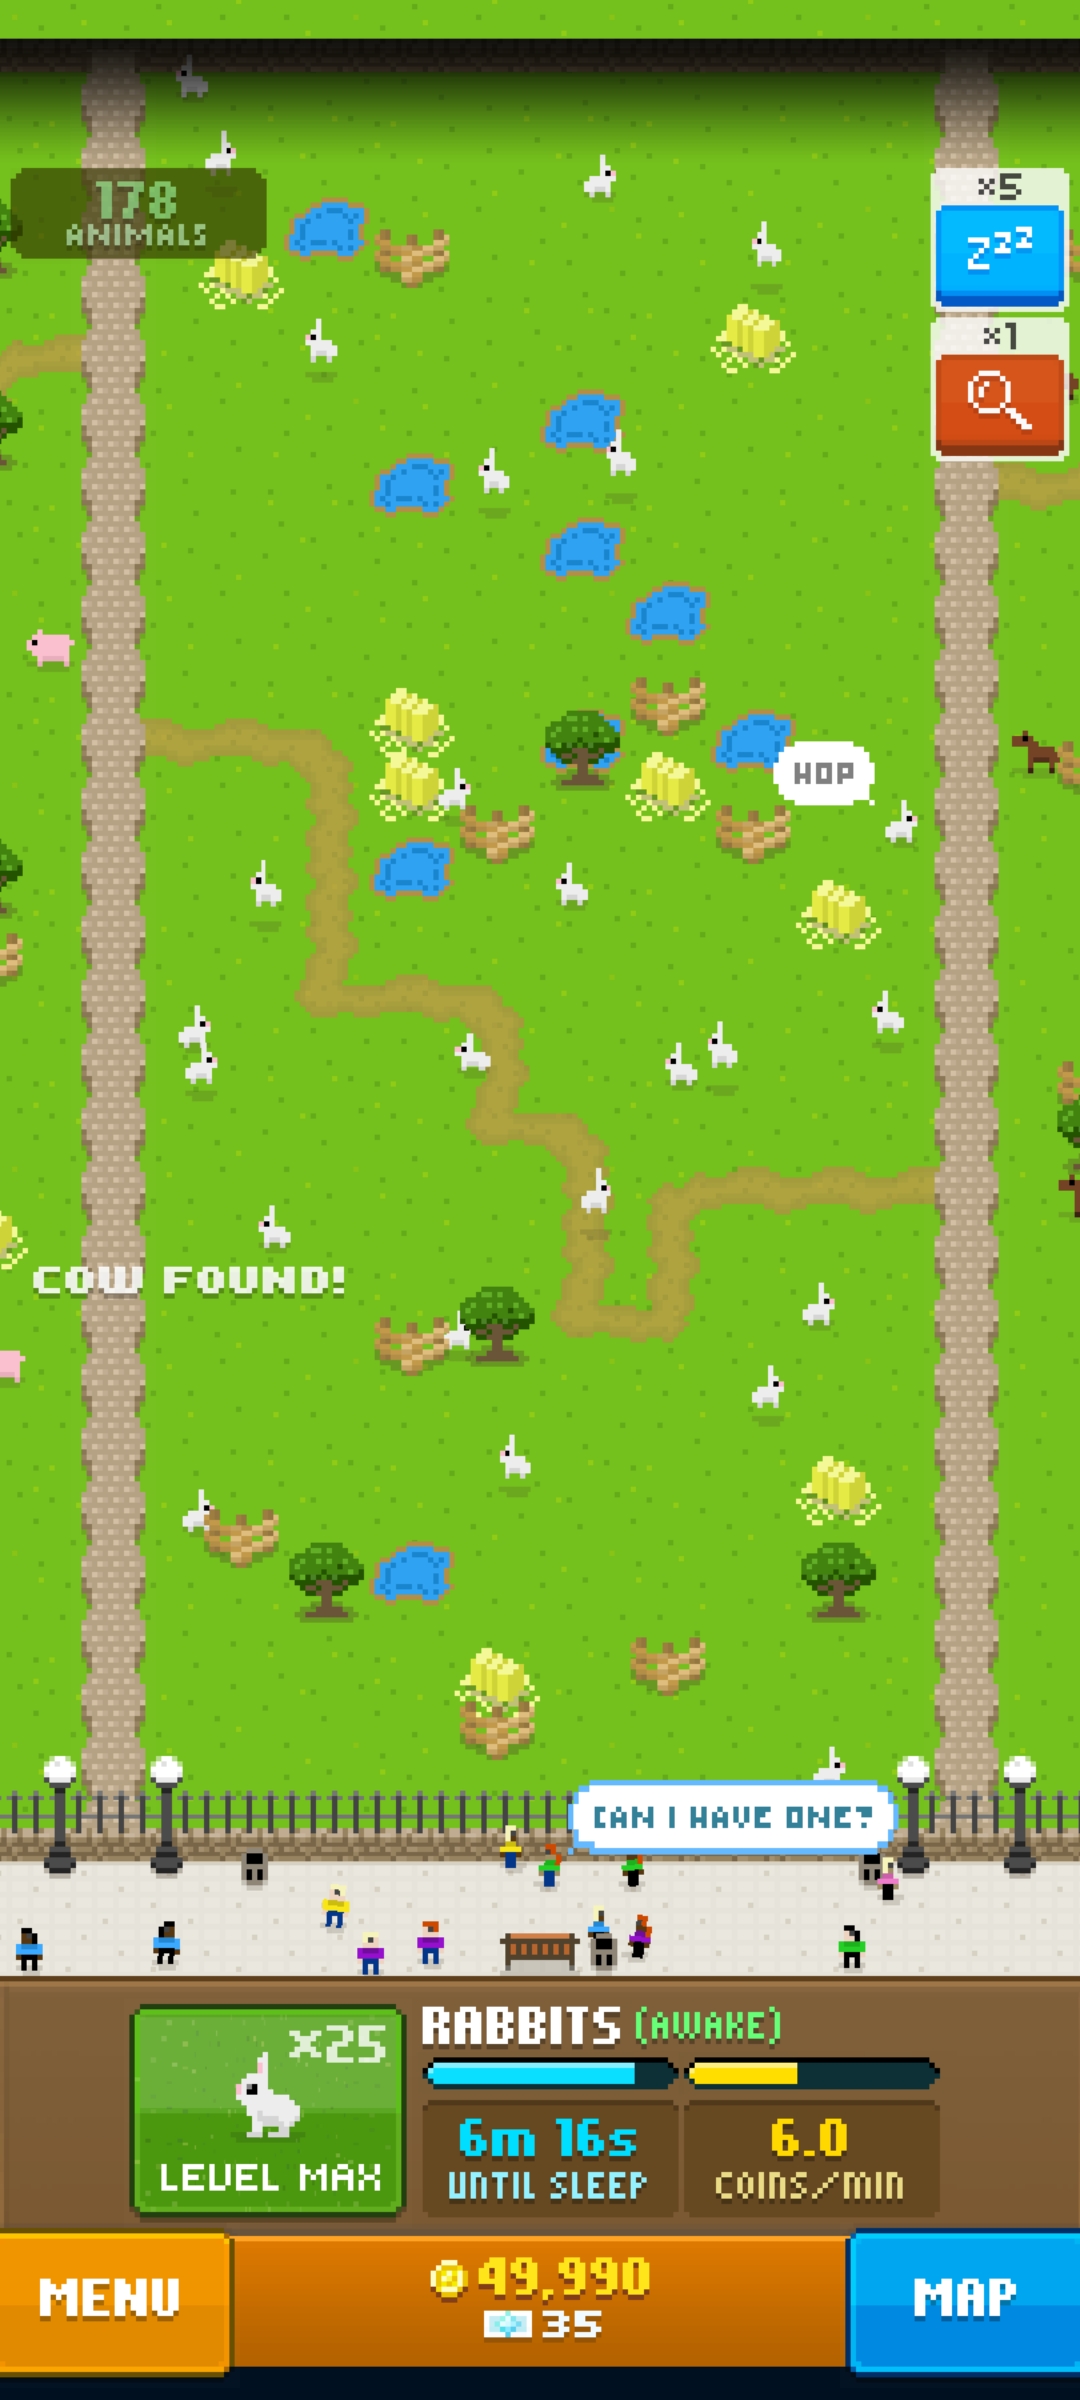 178
ANIMALS
x5
zzz
x1
HOP
COW FOUND!
CAN I HAVE ONE?
x25
LEVEL MAX
RABBITS (AWAKE)
6m 16s
UNTIL SLEEP
6.0
COINS/MIN
MENU
49,990
35
MAP